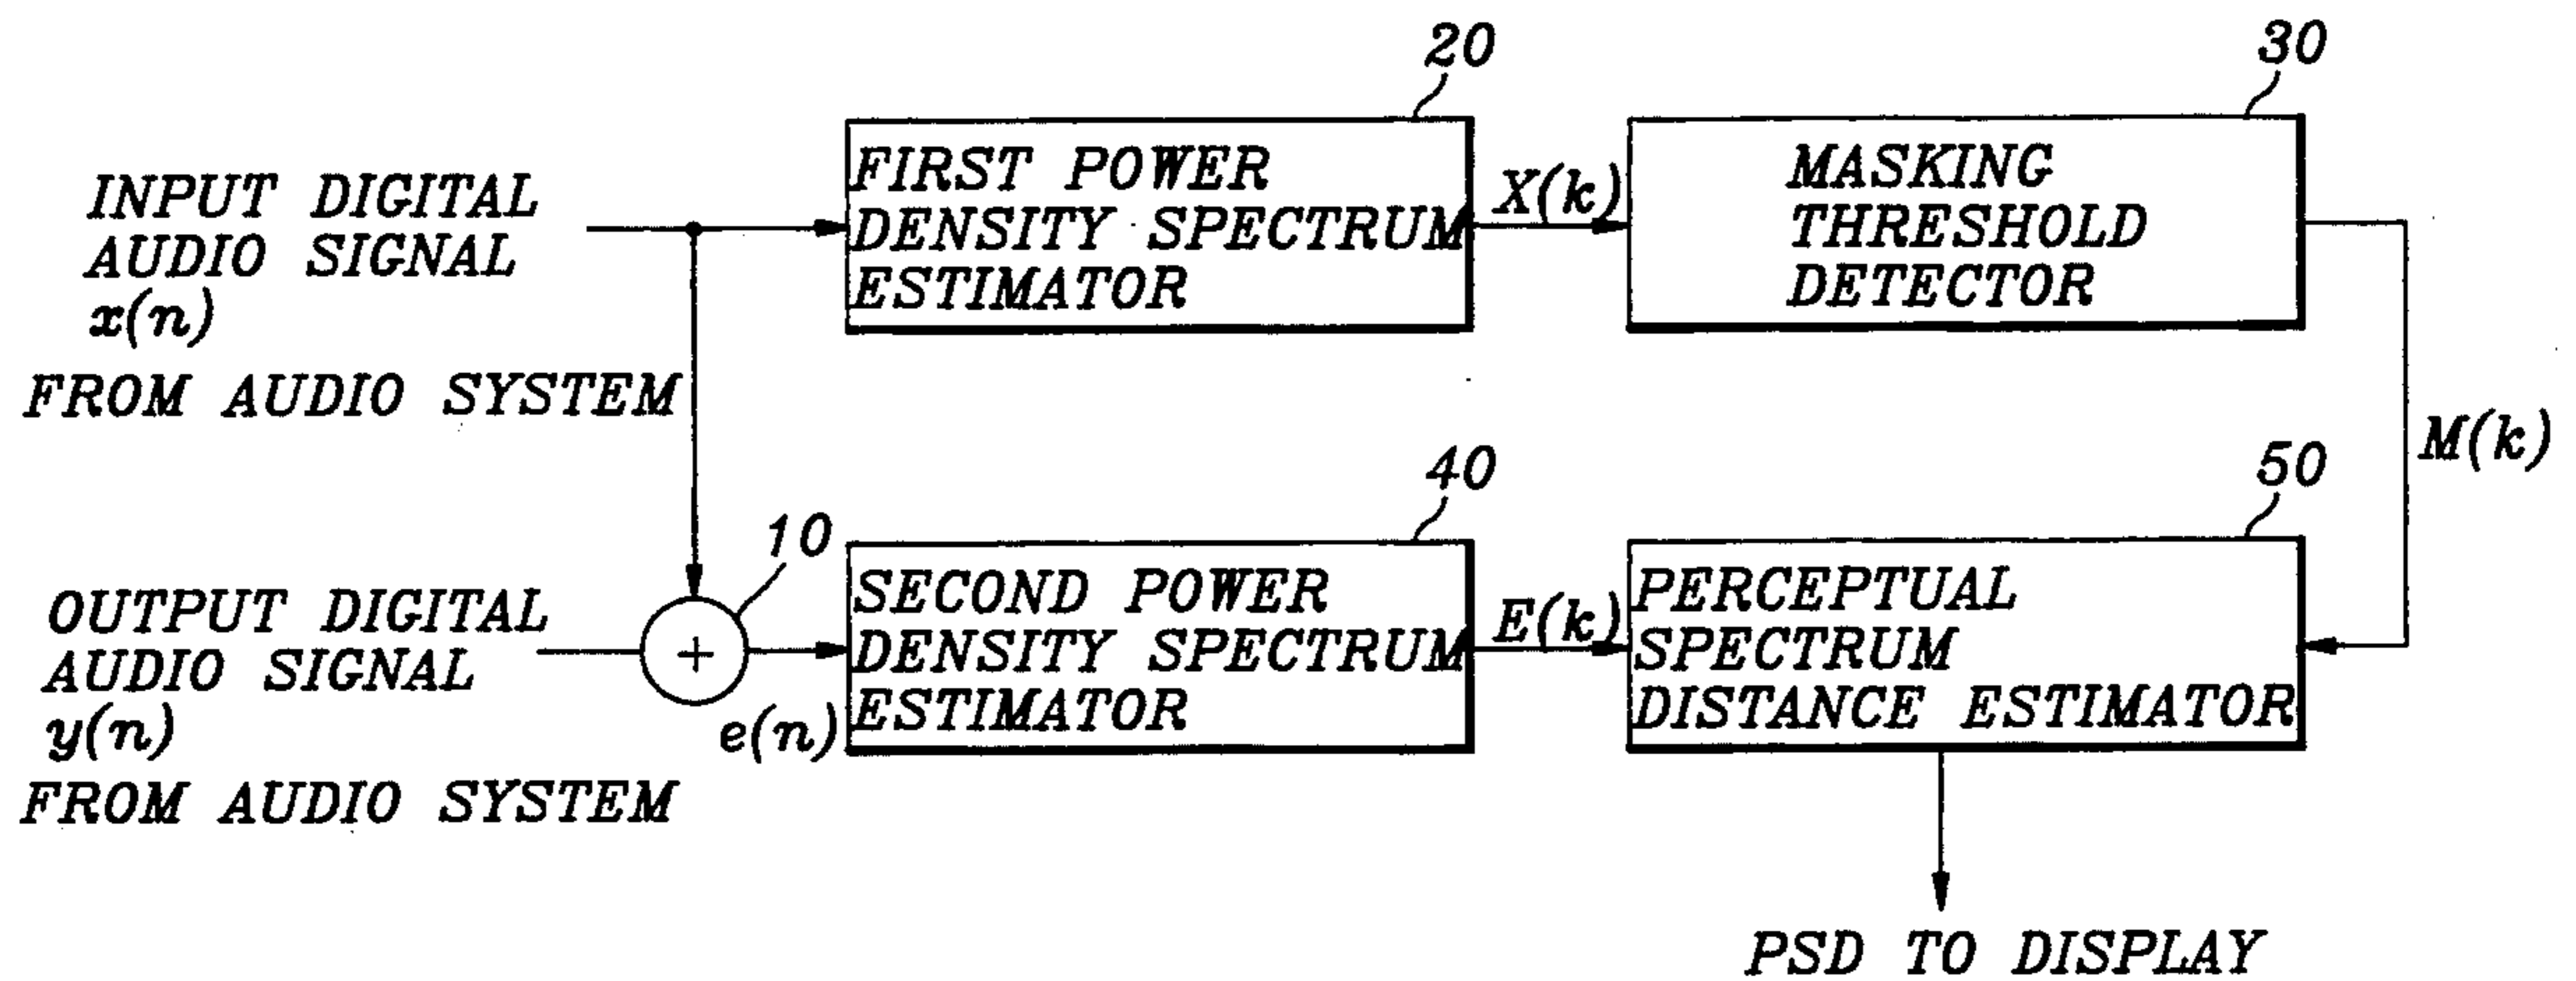 20
30
INPUT DIGITAL
AUDIO SIGNAL
x(n)
FROM AUDIO SYSTEM
FIRST POWER
DENSITY SPECTRUM
ESTIMATOR
X(k)
MASKING
THRESHOLD
DETECTOR
M(k)
10
40
50
OUTPUT DIGITAL
AUDIO SIGNAL
y(n)
FROM AUDIO SYSTEM
+
e(n)
SECOND POWER
DENSITY SPECTRUM
ESTIMATOR
E(k)
PERCEPTUAL
SPECTRUM
DISTANCE ESTIMATOR
PSD TO DISPLAY